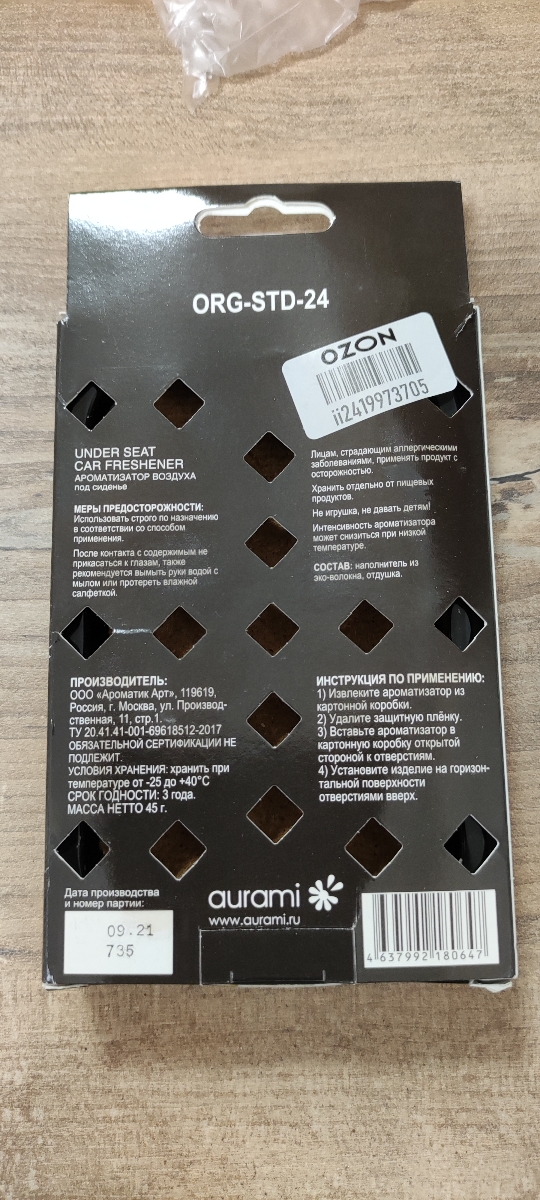 ORG-STD-24
OZON
ii2419973705
UNDER SEAT
CAR FRESHENER
АРОМАТИЗАТОР ВОЗДУХА
под сиденье
МЕРЫ ПРЕДОСТОРОЖНОСТИ:
Использовать строго по назначению
в соответствии со способом
применения.
После контакта с содержимым не
прикасаться к глазам, также
рекомендуется вымыть руки водой с
мылом или протереть влажной
салфеткой.
Лицам, страдающим аллергическими
заболеваниями, применять продукт с
осторожностью.
Хранить отдельно от пищевых
продуктов.
Не игрушка, не давать детям!
Интенсивность ароматизатора
может снизиться при низкой
температуре.
СОСТАВ: наполнитель из
эко-волокна, отдушка.
ПРОИЗВОДИТЕЛЬ:
ООО «Ароматик Арт», 119619,
Россия, г. Москва, ул. Производ-
ственная, 11, стр.1.
ТУ 20.41.41-001-69618512-2017
ОБЯЗАТЕЛЬНОЙ СЕРТИФИКАЦИИ НЕ
ПОДЛЕЖИТ.
УСЛОВИЯ ХРАНЕНИЯ: хранить при
температуре от -25 до +40°С
СРОК ГОДНОСТИ: 3 года.
МАССА НЕТТО 45 г.
ИНСТРУКЦИЯ ПО ПРИМЕНЕНИЮ:
1) Извлеките ароматизатор из
картонной коробки.
2) Удалите защитную плёнку.
3) Вставьте ароматизатор в
картонную коробку открытой
стороной к отверстиям.
4) Установите изделие на горизон-
тальной поверхности
отверстиями вверх.
Дата производства
и номер партии:
09.21
735
aurami
www.aurami.ru
4 637992 180647